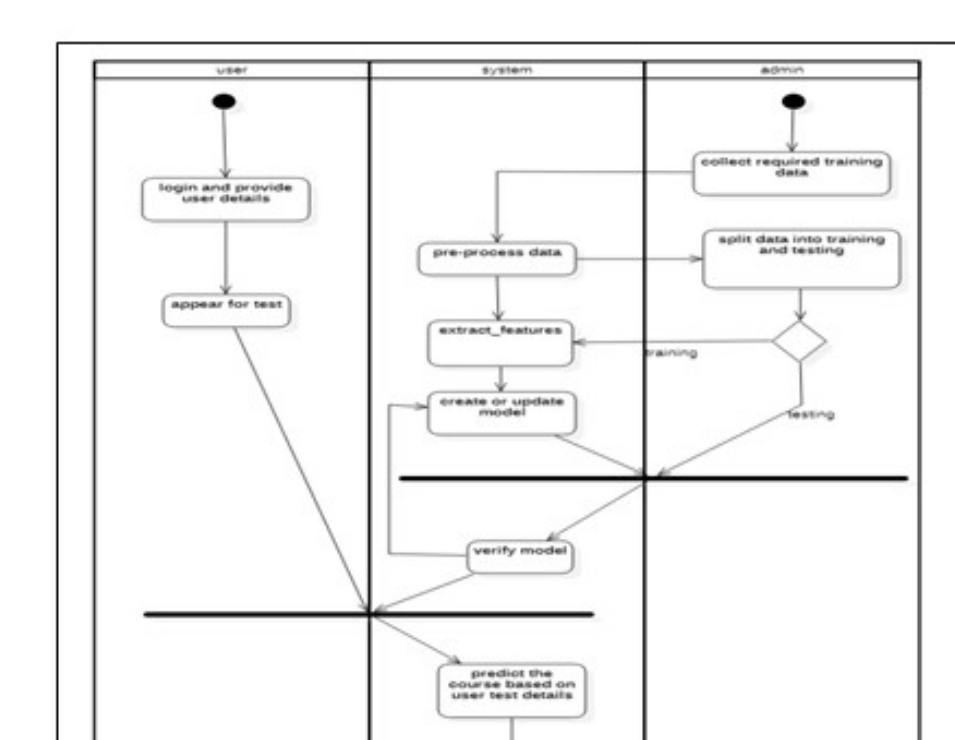 user
system
admin
collect required training
data
login and provide
user details
split data into training
and testing
pre-process data
appear for test
extract_features
training
create or update
model
testing
verify model
predict the
course based on
user test details